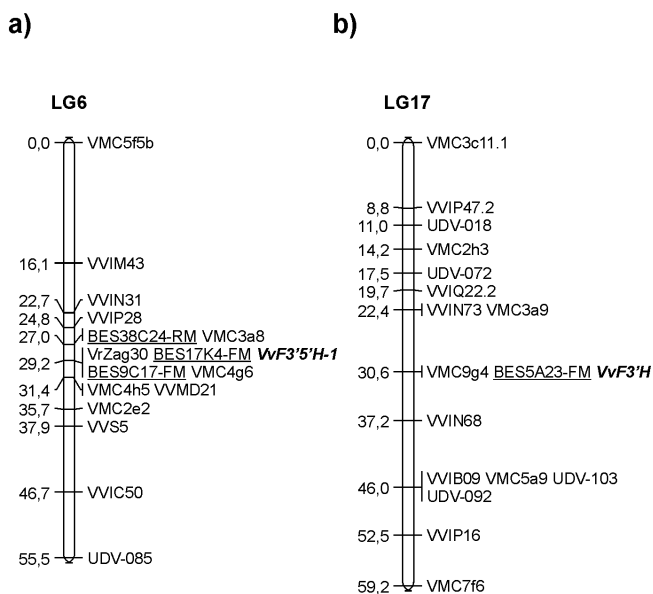 a)
LG6
0,0 VMC5f5b
16,1 VVIM43
22,7 VVIN31
24,8 VVIP28
27,0 BES38C24-RM VMC3a8
29,2 VrZag30 BES17K4-FM VvF3'5'H-1
BES9C17-FM VMC4g6
31,4 VMC4h5 VVMD21
35,7 VMC2e2
37,9 VVS5
46,7 VVIC50
55,5 UDV-085
b)
LG17
0,0 VMC3c11.1
8,8 VVIP47.2
11,0 UDV-018
14,2 VMC2h3
17,5 UDV-072
19,7 VVIQ22.2
22,4 VVIN73 VMC3a9
30,6 VMC9g4 BES5A23-FM VvF3'H
37,2 VVIN68
46,0 VVIB09 VMC5a9 UDV-103
UDV-092
52,5 VVIP16
59,2 VMC7f6